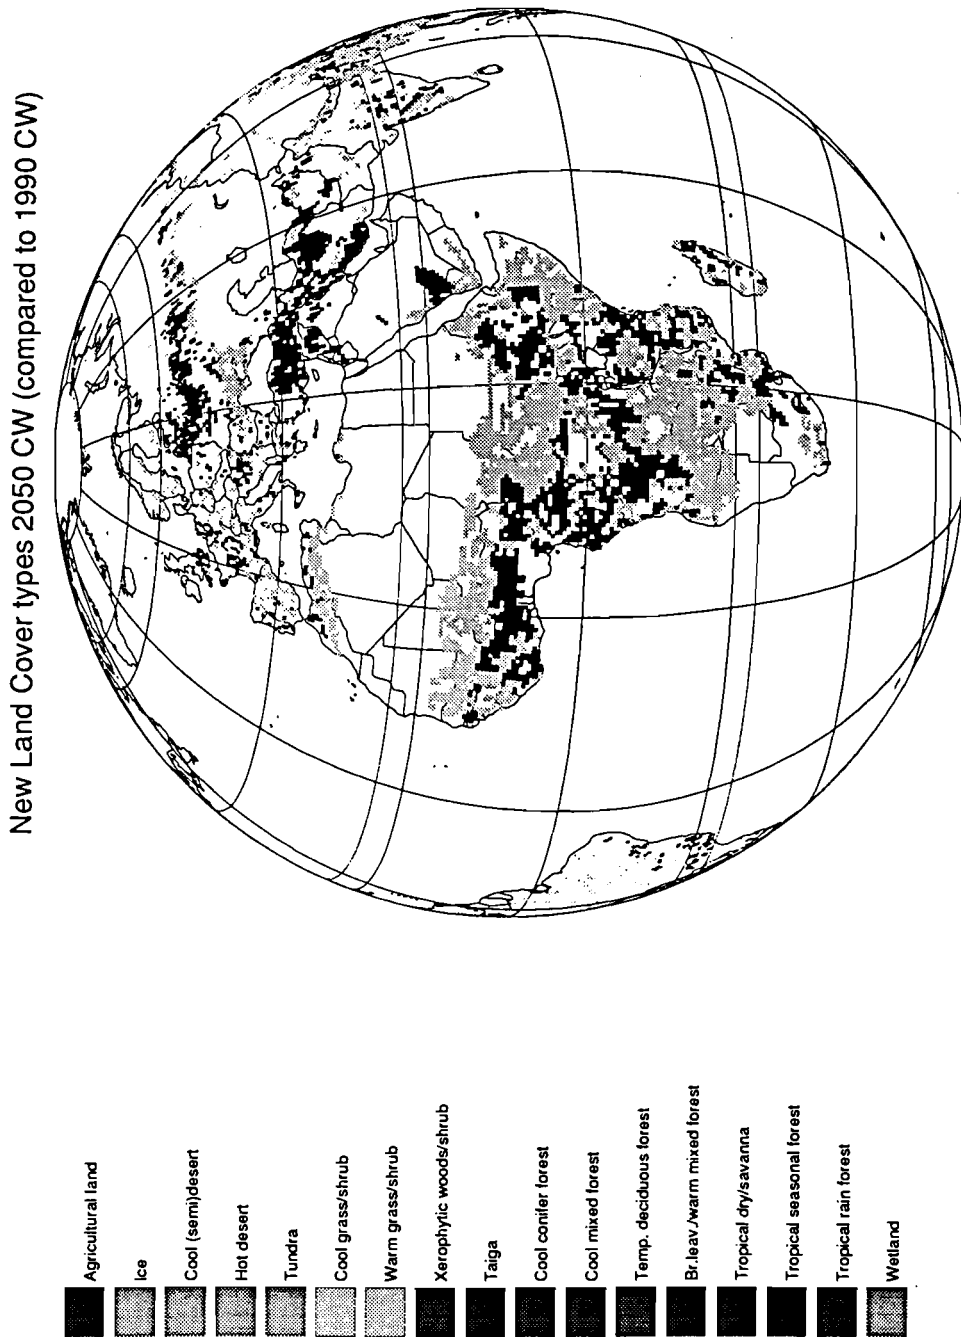 New Land Cover types 2050 CW (compared to 1990 CW)
Agricultural land
Ice
Cool (semi)desert
Hot desert
Tundra
Cool grass/shrub
Warm grass/shrub
Xerophytic woods/shrub
Taiga
Cool conifer forest
Cool mixed forest
Temp. deciduous forest
Br.leav./warm mixed forest
Tropical dry/savanna
Tropical seasonal forest
Tropical rain forest
Wetland